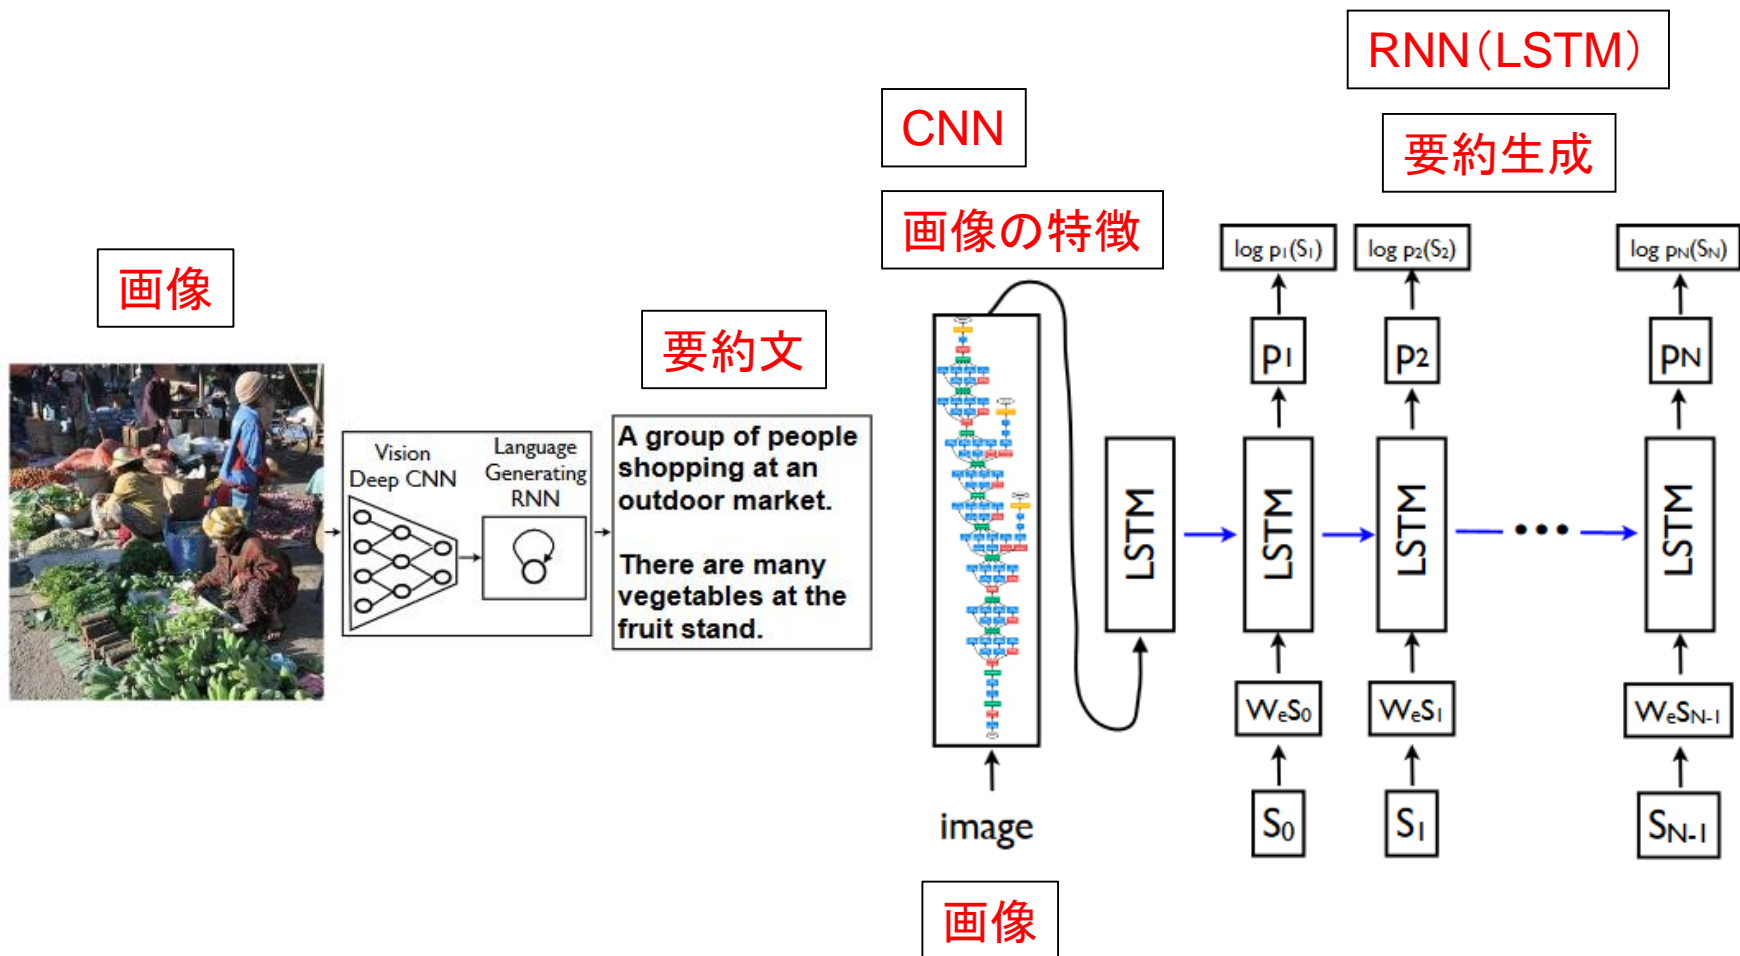 画像
Vision
Deep CNN
Language
Generating
RNN
要約文
A group of people
shopping at an
outdoor market.
There are many
vegetables at the
fruit stand.
CNN
画像の特徴
image
画像
RNN（LSTM）
要約生成
log p1(S1)
log p2(S2)
log pN(SN)
p1
p2
pN
LSTM
LSTM
LSTM
•••
LSTM
WeS0
WeS1
WeSN-1
S0
S1
SN-1